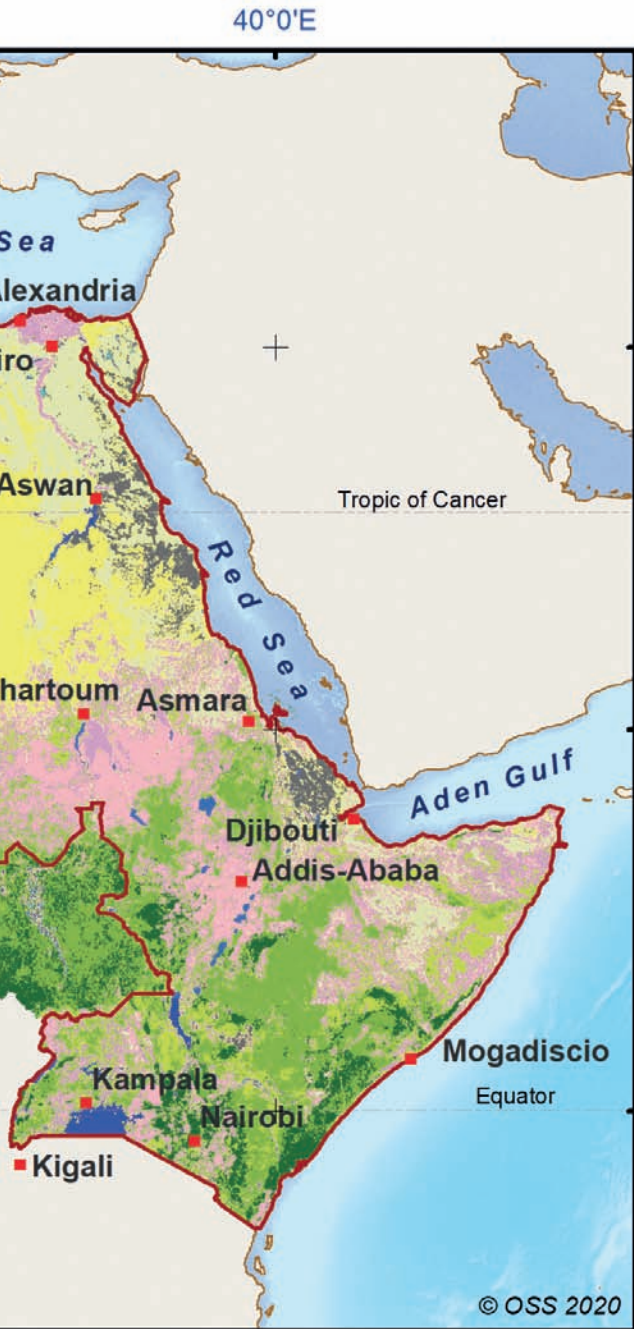 40°0'E
Sea
lexandria
iro
Aswan
Tropic of Cancer
Red Sea
hartoum
Asmara
Aden Gulf
Djibouti
Addis-Ababa
Mogadiscio
Kampala
Equator
Nairobi
Kigali
© OSS 2020